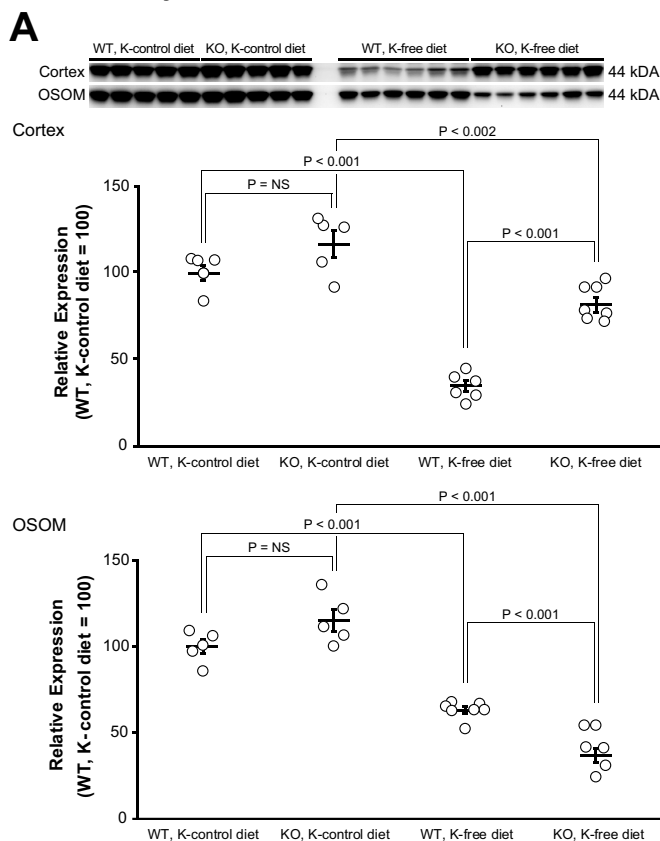 A
WT, K-control diet KO, K-control diet WT, K-free diet KO, K-free diet
Cortex 44 kDA
OSOM 44 kDA
Cortex
P < 0.002
P < 0.001
P = NS
P < 0.001
150
100
50
0
Relative Expression
(WT, K-control diet = 100)
WT, K-control diet KO, K-control diet WT, K-free diet KO, K-free diet
OSOM
P < 0.001
P < 0.001
P = NS
P < 0.001
150
100
50
0
Relative Expression
(WT, K-control diet = 100)
WT, K-control diet KO, K-control diet WT, K-free diet KO, K-free diet